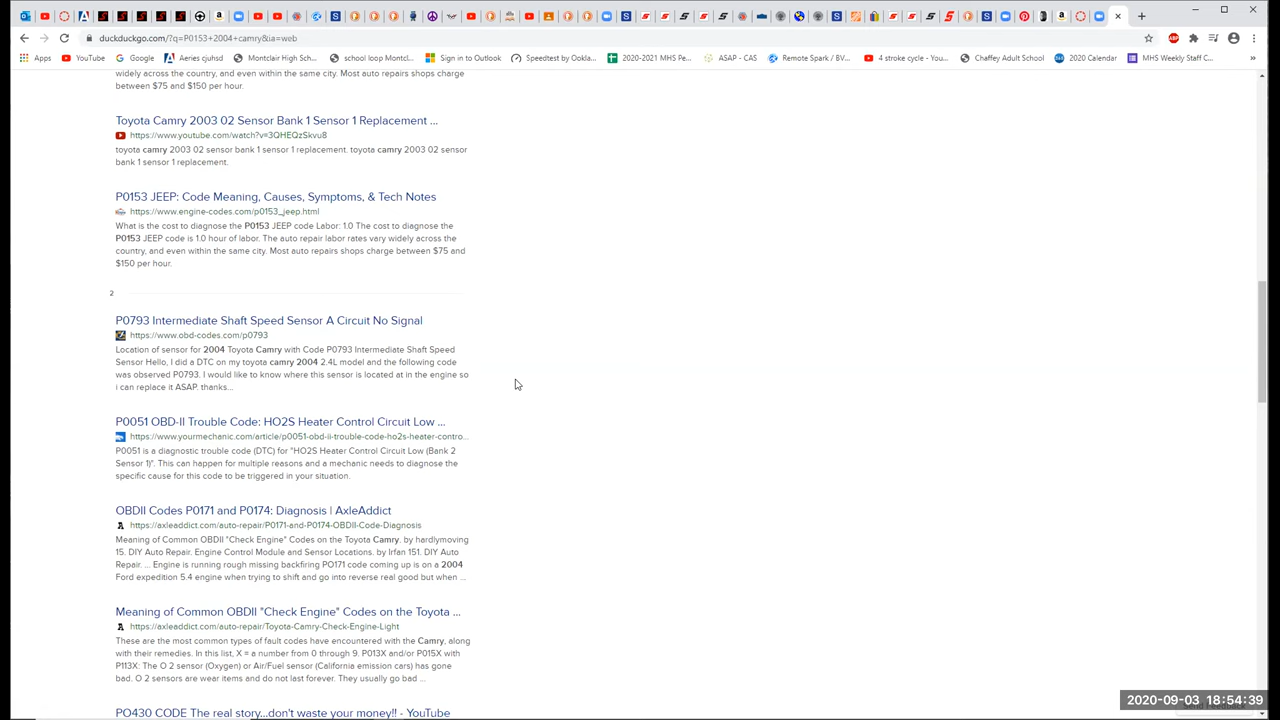 duckduckgo.com/?q=P0153+2004+camry&ia=web
Apps
YouTube
Google
Aeries cjuhsd
Montclair High Sch...
school loop Montcl...
Sign in to Outlook
Speedtest by Ookla...
2020-2021 MHS Pe...
ASAP - CAS
Remote Spark / BV...
4 stroke cycle - You...
Chaffey Adult School
2020 Calendar
MHS Weekly Staff C...
widely across the country, and even within the same city. Most auto repairs shops charge
between $75 and $150 per hour.
Toyota Camry 2003 02 Sensor Bank 1 Sensor 1 Replacement ...
https://www.youtube.com/watch?v=3QHEQzSkvu8
toyota camry 2003 02 sensor bank 1 sensor 1 replacement. toyota camry 2003 02 sensor
bank 1 sensor 1 replacement.
P0153 JEEP: Code Meaning, Causes, Symptoms, & Tech Notes
https://www.engine-codes.com/p0153_jeep.html
What is the cost to diagnose the P0153 JEEP code Labor: 1.0 The cost to diagnose the
P0153 JEEP code is 1.0 hour of labor. The auto repair labor rates vary widely across the
country, and even within the same city. Most auto repairs shops charge between $75 and
$150 per hour.
2
P0793 Intermediate Shaft Speed Sensor A Circuit No Signal
https://www.obd-codes.com/p0793
Location of sensor for 2004 Toyota Camry with Code P0793 Intermediate Shaft Speed
Sensor Hello, I did a DTC on my toyota camry 2004 2.4L model and the following code
was observed P0793. I would like to know where this sensor is located at in the engine so
i can replace it ASAP. thanks...
P0051 OBD-II Trouble Code: HO2S Heater Control Circuit Low ...
https://www.yourmechanic.com/article/p0051-obd-ii-trouble-code-ho2s-heater-contro...
P0051 is a diagnostic trouble code (DTC) for "HO2S Heater Control Circuit Low (Bank 2
Sensor 1)". This can happen for multiple reasons and a mechanic needs to diagnose the
specific cause for this code to be triggered in your situation.
OBDII Codes P0171 and P0174: Diagnosis | AxleAddict
https://axleaddict.com/auto-repair/P0171-and-P0174-OBDII-Code-Diagnosis
Meaning of Common OBDII "Check Engine" Codes on the Toyota Camry. by hardlymoving
15. DIY Auto Repair. Engine Control Module and Sensor Locations. by Irfan 151. DIY Auto
Repair. ... Engine is running rough missing backfiring PO171 code coming up is on a 2004
Ford expedition 5.4 engine when trying to shift and go into reverse real good but when ...
Meaning of Common OBDII "Check Engine" Codes on the Toyota ...
https://axleaddict.com/auto-repair/Toyota-Camry-Check-Engine-Light
These are the most common types of fault codes have encountered with the Camry, along
with their remedies. In this list, X = a number from 0 through 9. P013X and/or P015X with
P113X: The O 2 sensor (Oxygen) or Air/Fuel sensor (California emission cars) has gone
bad. O 2 sensors are wear items and do not last forever. They usually go bad ...
PO430 CODE The real story...don't waste your money!! - YouTube
2020-09-03 18:54:39